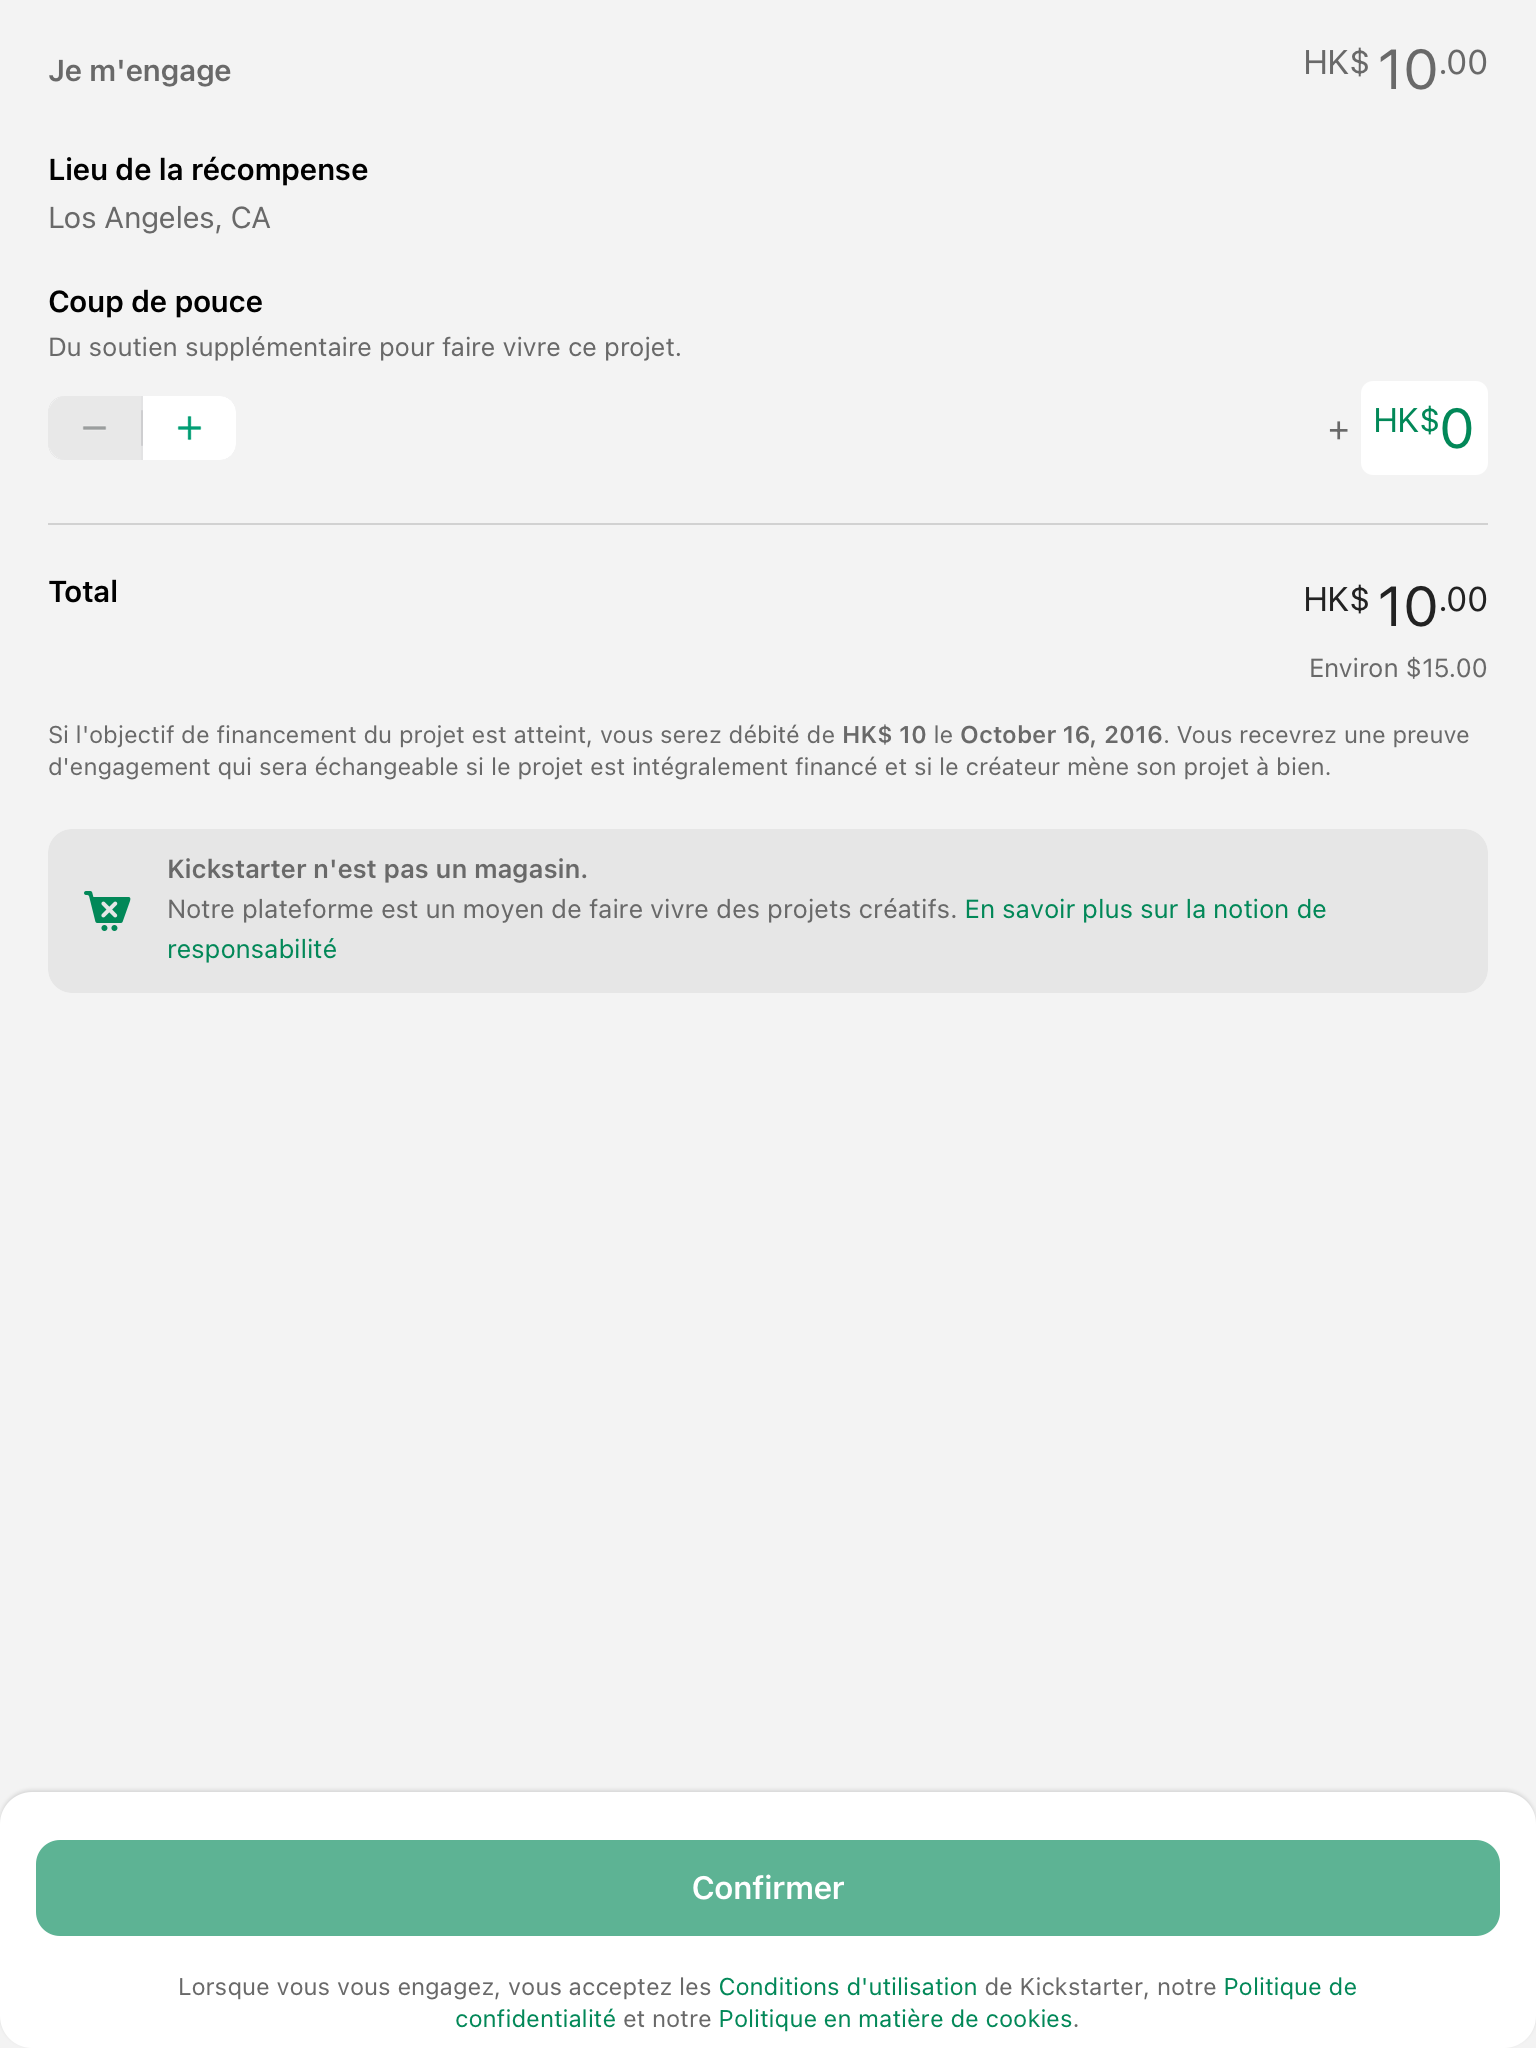 Je m'engage
HK$ 10.00
Lieu de la récompense
Los Angeles, CA
Coup de pouce
Du soutien supplémentaire pour faire vivre ce projet.
− +
+ HK$0
Total
HK$ 10.00
Environ $15.00
Si l'objectif de financement du projet est atteint, vous serez débité de HK$ 10 le October 16, 2016. Vous recevrez une preuve
d'engagement qui sera échangeable si le projet est intégralement financé et si le créateur mène son projet à bien.
Kickstarter n'est pas un magasin.
Notre plateforme est un moyen de faire vivre des projets créatifs. En savoir plus sur la notion de
responsabilité
Confirmer
Lorsque vous vous engagez, vous acceptez les Conditions d'utilisation de Kickstarter, notre Politique de
confidentialité et notre Politique en matière de cookies.